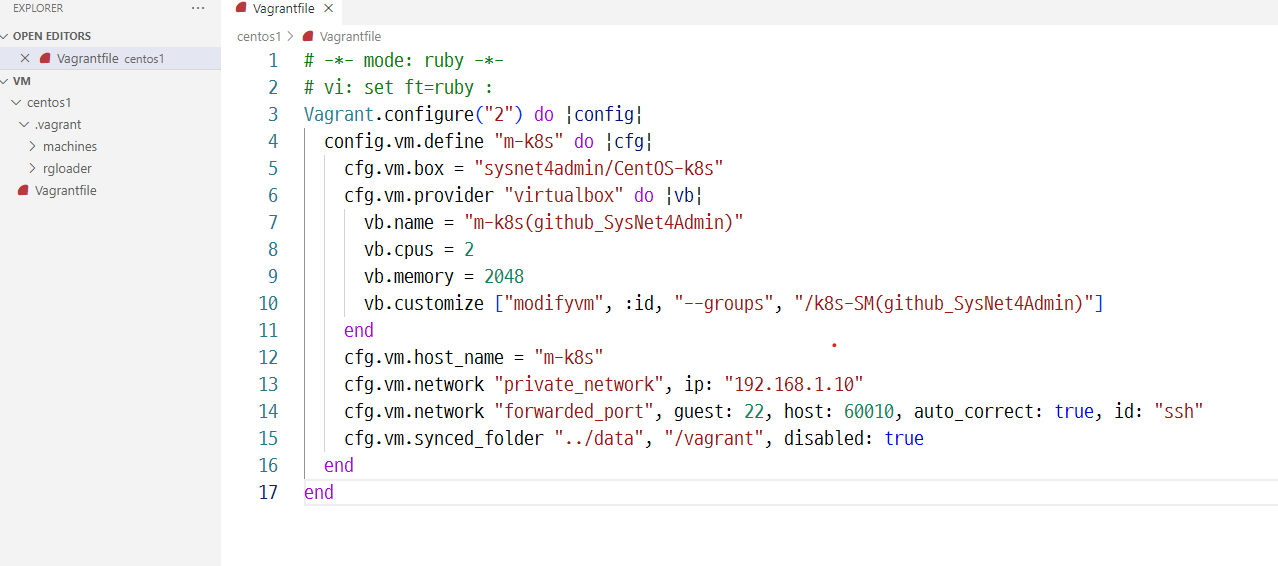 EXPLORER ...
OPEN EDITORS
Vagrantfile centos1
VM
centos1
.vagrant
machines
rgloader
Vagrantfile
Vagrantfile
centos1 > Vagrantfile
1 # -*- mode: ruby -*-
2 # vi: set ft=ruby :
3 Vagrant.configure("2") do |config|
4 config.vm.define "m-k8s" do |cfg|
5 cfg.vm.box = "sysnet4admin/CentOS-k8s"
6 cfg.vm.provider "virtualbox" do |vb|
7 vb.name = "m-k8s(github_SysNet4Admin)"
8 vb.cpus = 2
9 vb.memory = 2048
10 vb.customize ["modifyvm", :id, "--groups", "/k8s-SM(github_SysNet4Admin)"]
11 end
12 cfg.vm.host_name = "m-k8s"
13 cfg.vm.network "private_network", ip: "192.168.1.10"
14 cfg.vm.network "forwarded_port", guest: 22, host: 60010, auto_correct: true, id: "ssh"
15 cfg.vm.synced_folder "../data", "/vagrant", disabled: true
16 end
17 end